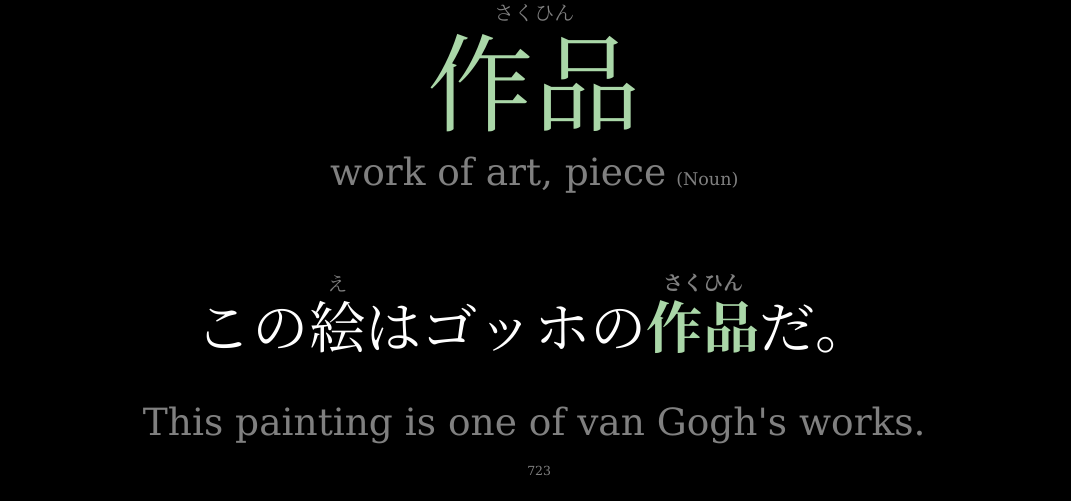 さくひん
作品
work of art, piece (Noun)
え さくひん
この絵はゴッホの作品だ。
This painting is one of van Gogh's works.
723